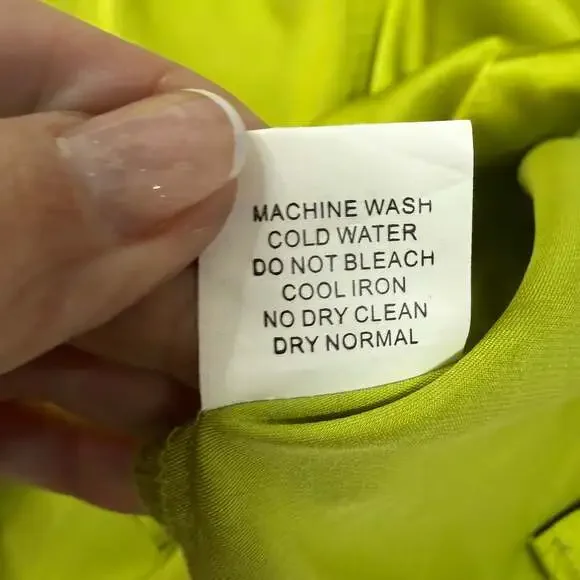 MACHINE WASH
COLD WATER
DO NOT BLEACH
COOL IRON
NO DRY CLEAN
DRY NORMAL